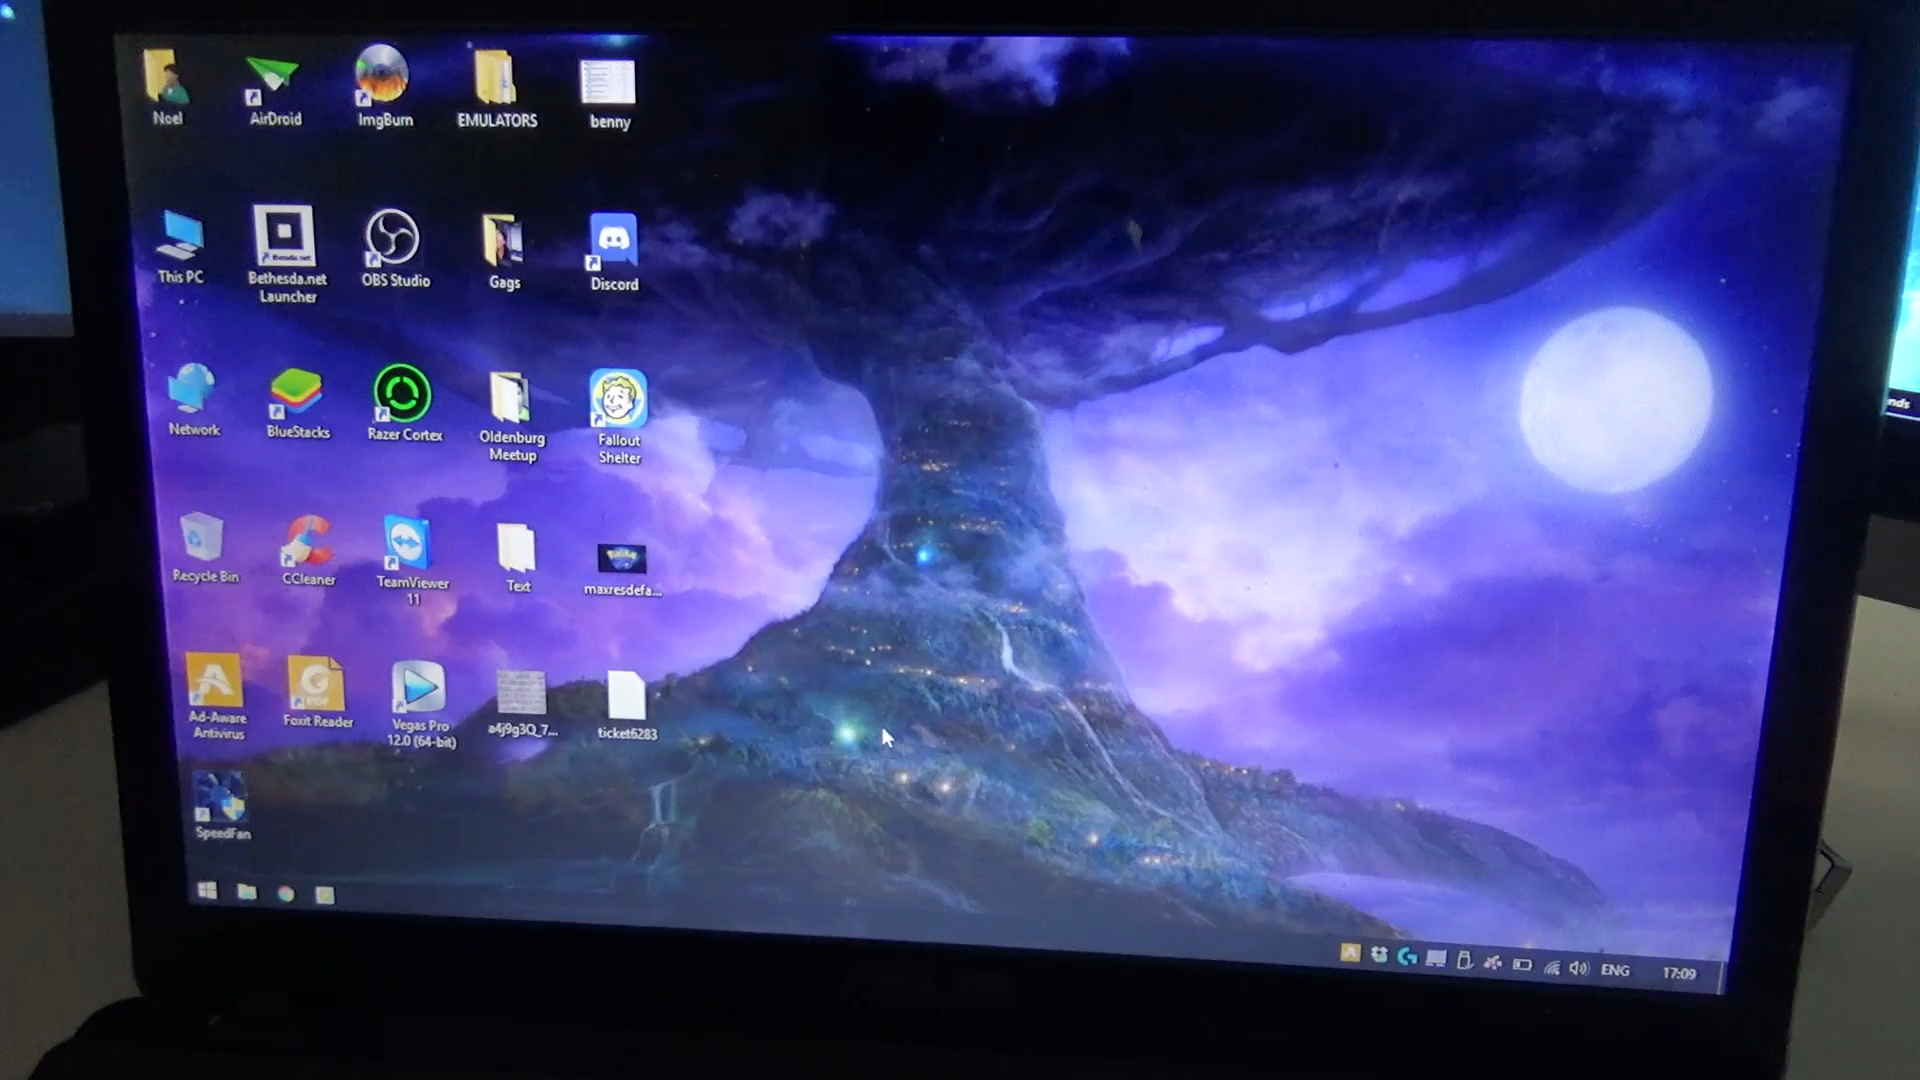 Noel
AirDroid
ImgBurn
EMULATORS
benny
This PC
Bethesda.net
Launcher
OBS Studio
Gags
Discord
Network
BlueStacks
Razer Cortex
Oldenburg
Meetup
Fallout
Shelter
Recycle Bin
CCleaner
TeamViewer
11
Text
maxresdefa...
Ad-Aware
Antivirus
Foxit Reader
Vegas Pro
12.0 (64-bit)
a4j9g3Q_7...
ticket6283
SpeedFan
ENG
17:09